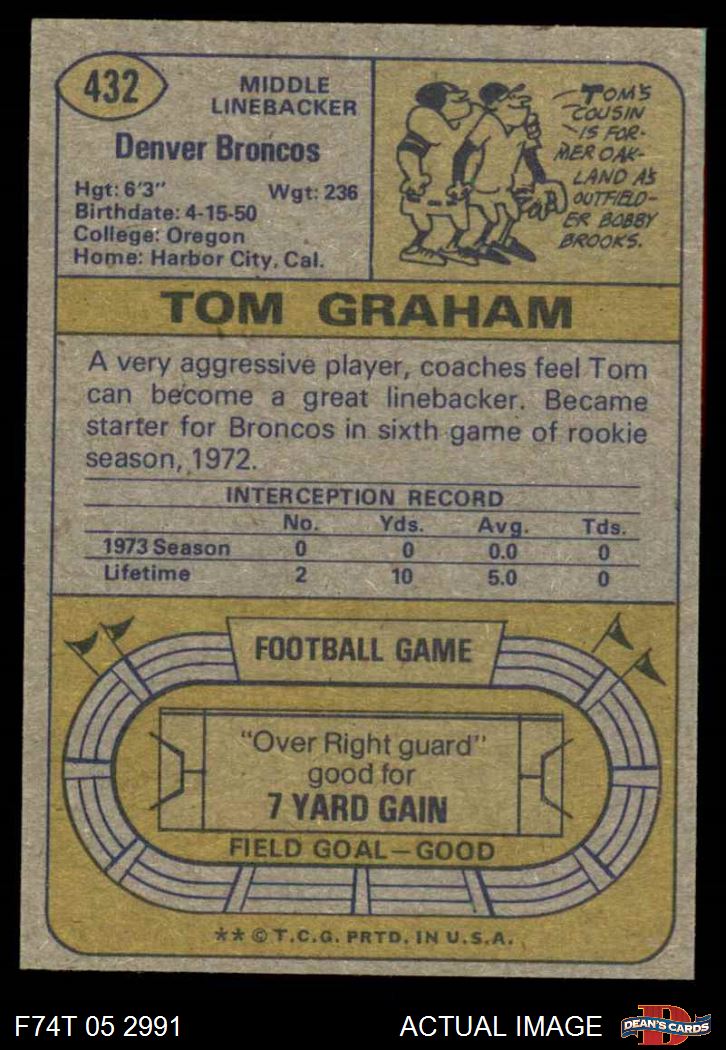 432
MIDDLE
LINEBACKER
Denver Broncos
Hgt: 6'3" Wgt: 236
Birthdate: 4-15-50
College: Oregon
Home: Harbor City, Cal.
TOM'S
COUSIN
IS FOR-
MER OAK-
LAND A'S
OUTFIELD-
ER BOBBY
BROOKS.
TOM GRAHAM
A very aggressive player, coaches feel Tom
can become a great linebacker. Became
starter for Broncos in sixth game of rookie
season, 1972.
INTERCEPTION RECORD
No. Yds. Avg. Tds.
1973 Season 0 0 0.0 0
Lifetime 2 10 5.0 0
FOOTBALL GAME
"Over Right guard"
good for
7 YARD GAIN
FIELD GOAL—GOOD
** © T.C.G. PRTD. IN U.S.A.
F74T 05 2991 ACTUAL IMAGE
D
DEAN'S CARDS